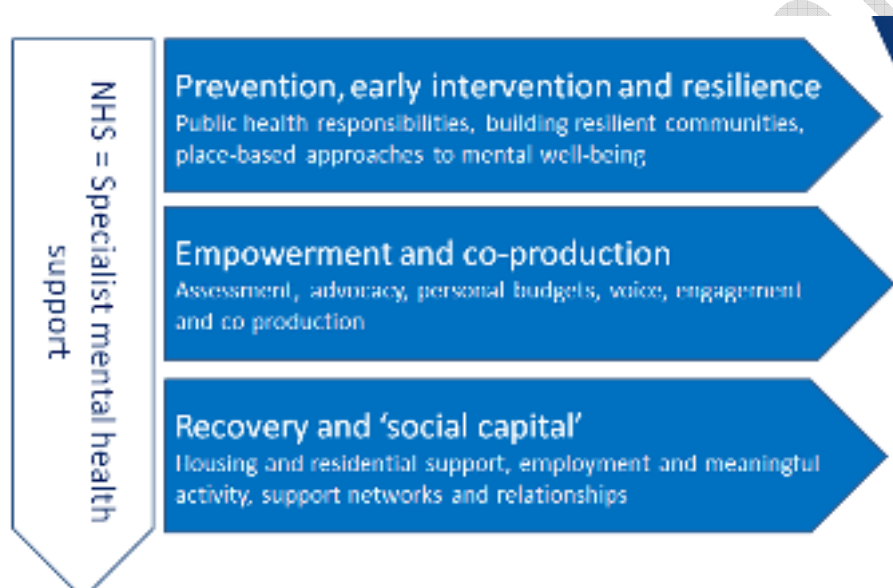 NHS = Specialist mental health
support
Prevention, early intervention and resilience
Public health responsibilities, building resilient communities,
place-based approaches to mental well-being
Empowerment and co-production
Assessment, advocacy, personal budgets, voice, engagement
and co production
Recovery and ‘social capital’
Housing and residential support, employment and meaningful
activity, support networks and relationships